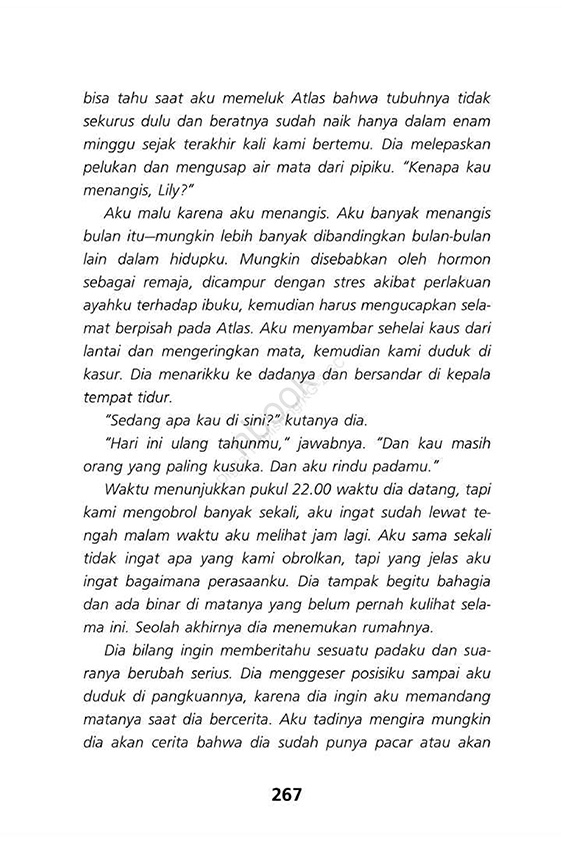 bisa tahu saat aku memeluk Atlas bahwa tubuhnya tidak
sekurus dulu dan beratnya sudah naik hanya dalam enam
minggu sejak terakhir kali kami bertemu. Dia melepaskan
pelukan dan mengusap air mata dari pipiku. “Kenapa kau
menangis, Lily?”
Aku malu karena aku menangis. Aku banyak menangis
bulan itu—mungkin lebih banyak dibandingkan bulan-bulan
lain dalam hidupku. Mungkin disebabkan oleh hormon
sebagai remaja, dicampur dengan stres akibat perlakuan
ayahku terhadap ibuku, kemudian harus mengucapkan sela-
mat berpisah pada Atlas. Aku menyambar sehelai kaus dari
lantai dan mengeringkan mata, kemudian kami duduk di
kasur. Dia menarikku ke dadanya dan bersandar di kepala
tempat tidur.
“Sedang apa kau di sini?” kutanya dia.
“Hari ini ulang tahunmu,” jawabnya. “Dan kau masih
orang yang paling kusuka. Dan aku rindu padamu.”
Waktu menunjukkan pukul 22.00 waktu dia datang, tapi
kami mengobrol banyak sekali, aku ingat sudah lewat te-
ngah malam waktu aku melihat jam lagi. Aku sama sekali
tidak ingat apa yang kami obrolkan, tapi yang jelas aku
ingat bagaimana perasaanku. Dia tampak begitu bahagia
dan ada binar di matanya yang belum pernah kulihat sela-
ma ini. Seolah akhirnya dia menemukan rumahnya.
Dia bilang ingin memberitahu sesuatu padaku dan sua-
ranya berubah serius. Dia menggeser posisiku sampai aku
duduk di pangkuannya, karena dia ingin aku memandang
matanya saat dia bercerita. Aku tadinya mengira mungkin
dia akan cerita bahwa dia sudah punya pacar atau akan
267